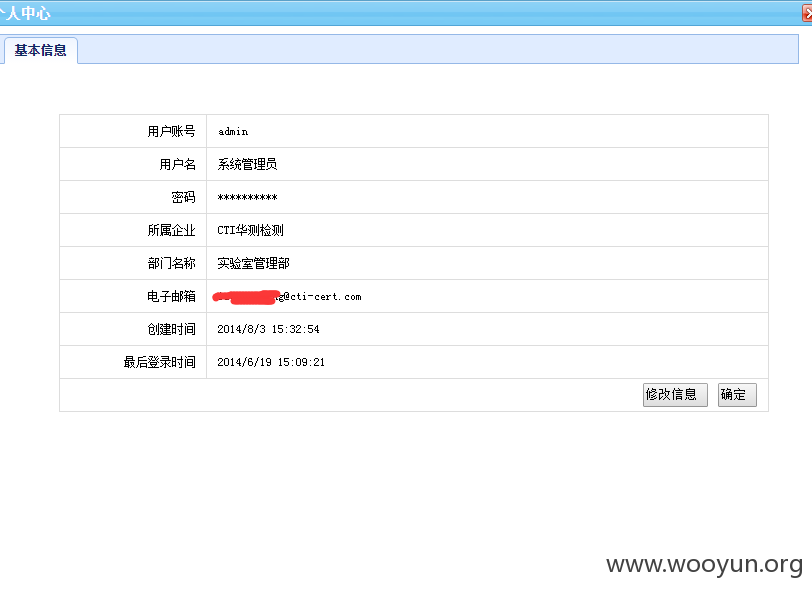 个人中心
基本信息
用户账号 admin
用户名 系统管理员
密码 **********
所属企业 CTI华测检测
部门名称 实验室管理部
电子邮箱 g@cti-cert.com
创建时间 2014/8/3 15:32:54
最后登录时间 2014/6/19 15:09:21
修改信息 确定
www.wooyun.org